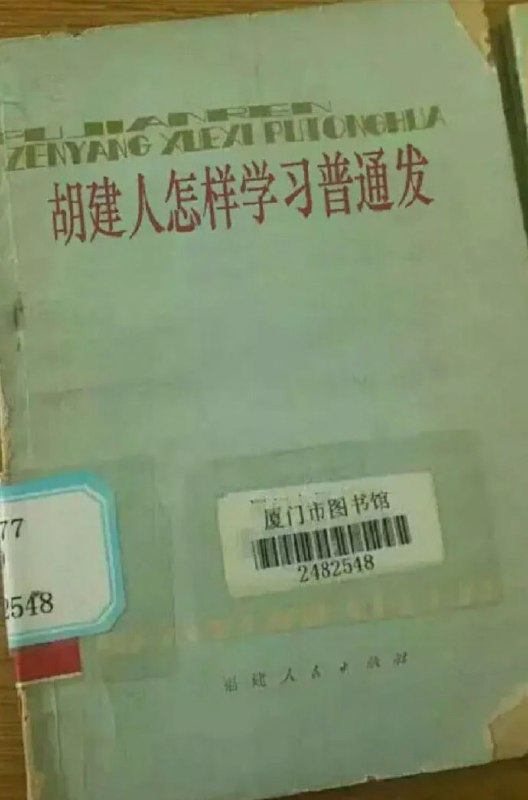 FUJIANREN
ZENYANG XUEXI PUTONGHUA
胡建人怎样学习普通发
77
厦门市图书馆
2482548
2548
福建人民出版社